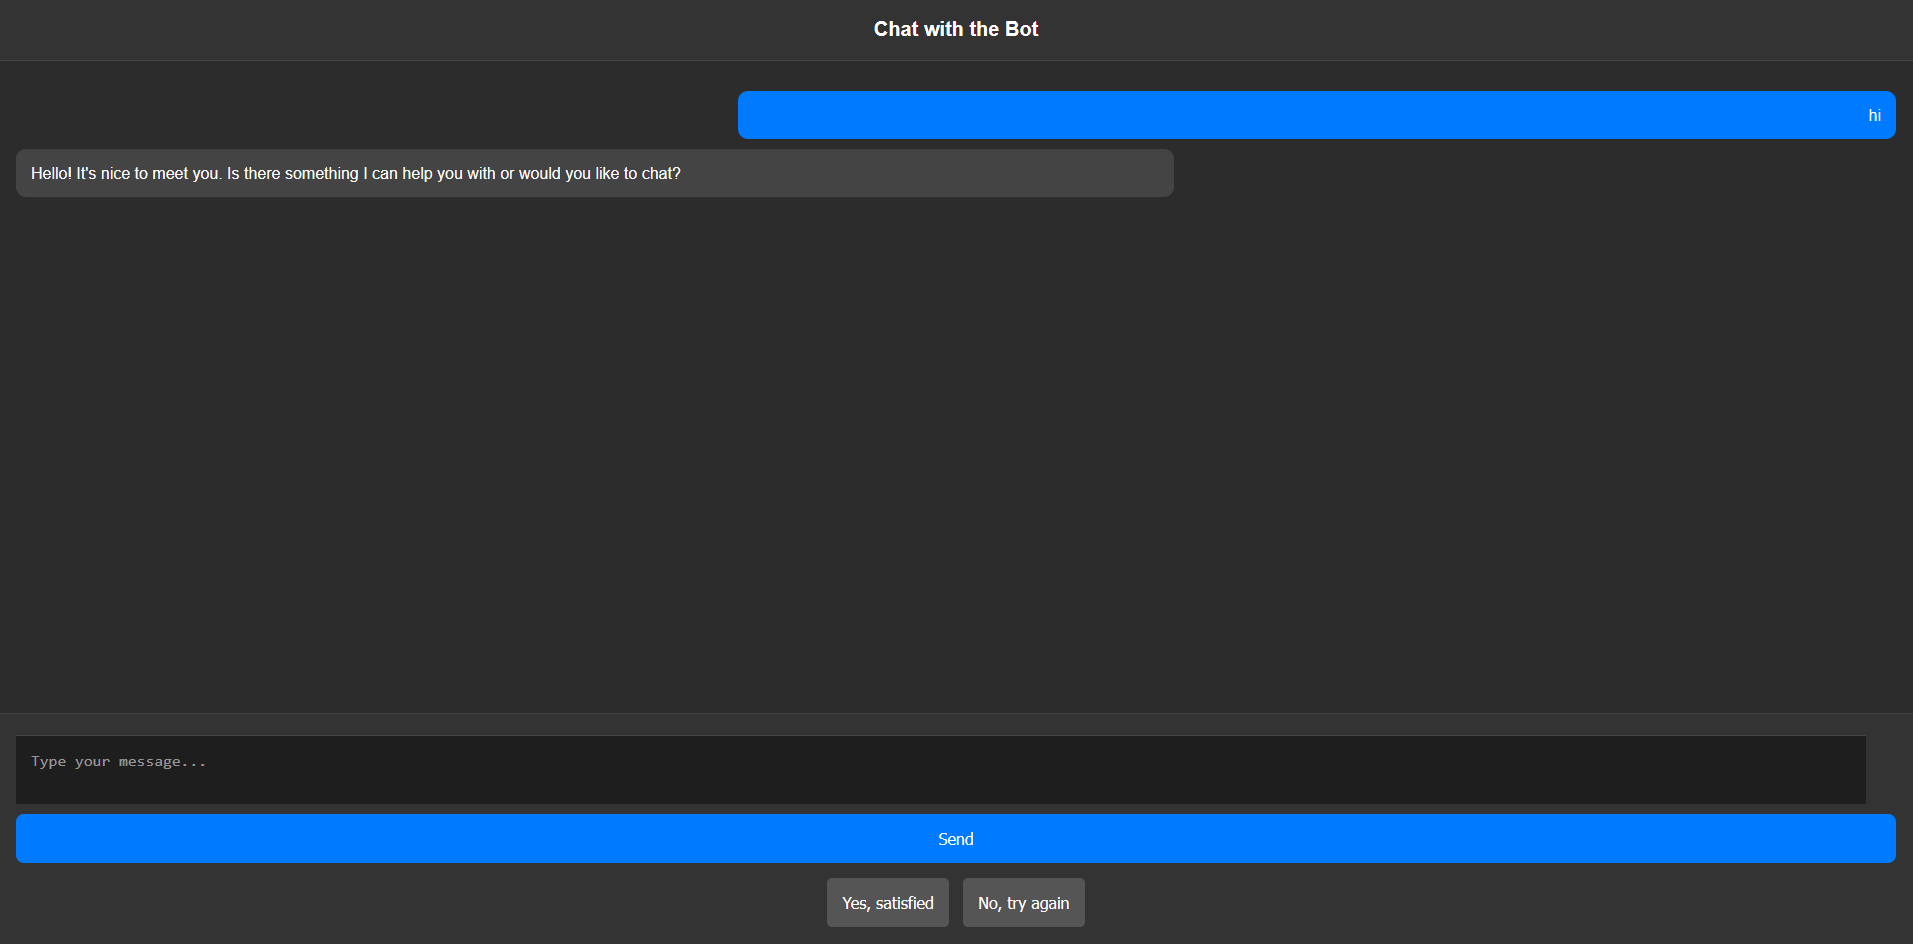 Chat with the Bot
hi
Hello! It's nice to meet you. Is there something I can help you with or would you like to chat?
Type your message...
Send
Yes, satisfied
No, try again